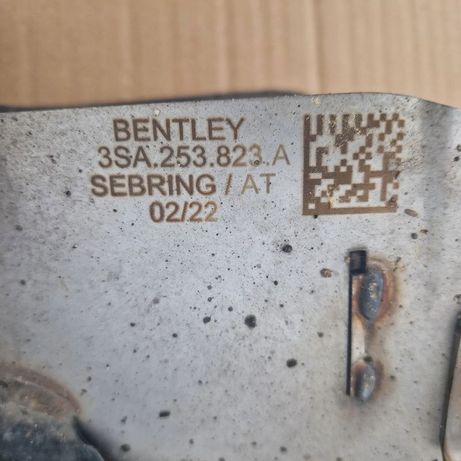 BENTLEY
3SA.253.823.A
SEBRING / AT
02/22